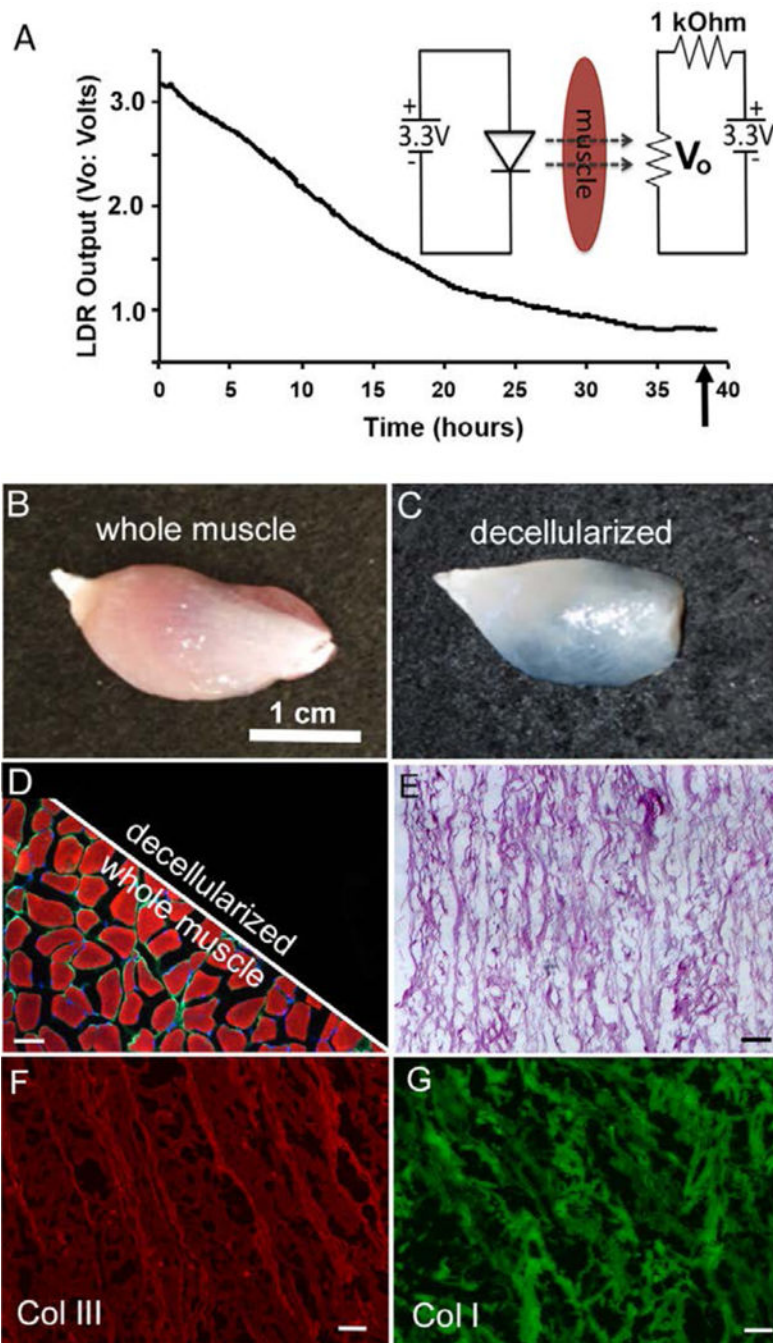 A
1 kOhm
LDR Output (Vo: Volts)
3.0
2.0
1.0
+
3.3V
-
muscle
Vo
+
3.3V
-
0 5 10 15 20 25 30 35 40
Time (hours)
B
whole muscle
1 cm
C
decellularized
D
decellularized
whole muscle
E
F
Col III
G
Col I